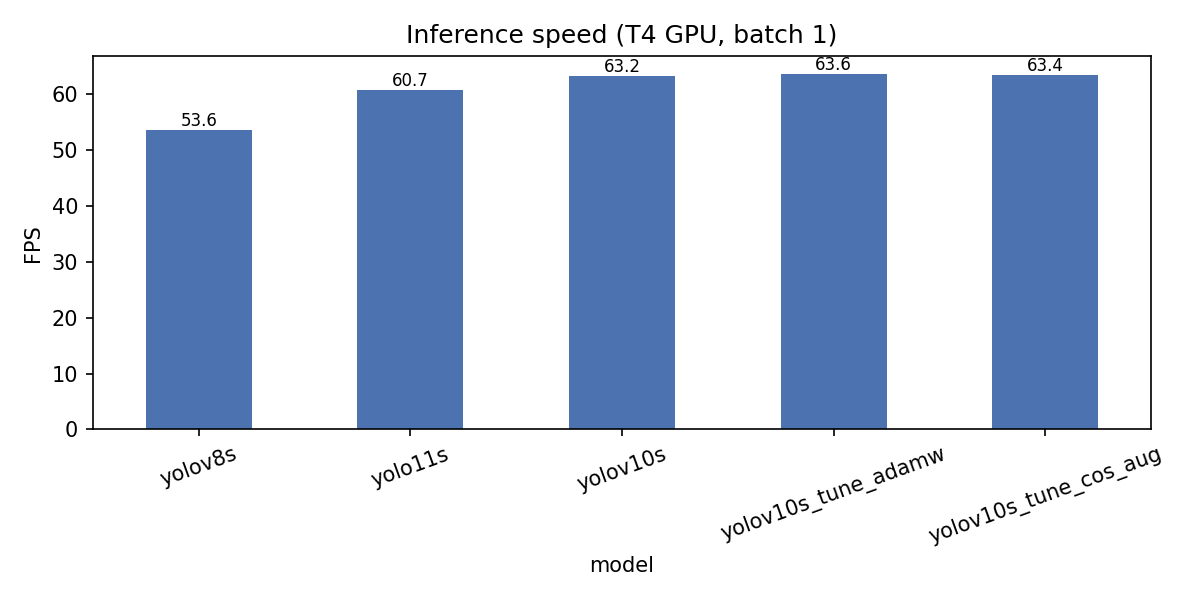 Inference speed (T4 GPU, batch 1)
FPS
60
50
40
30
20
10
0
53.6
60.7
63.2
63.6
63.4
yolov8s
yolo11s
yolov10s
yolov10s_tune_adamw
yolov10s_tune_cos_aug
model